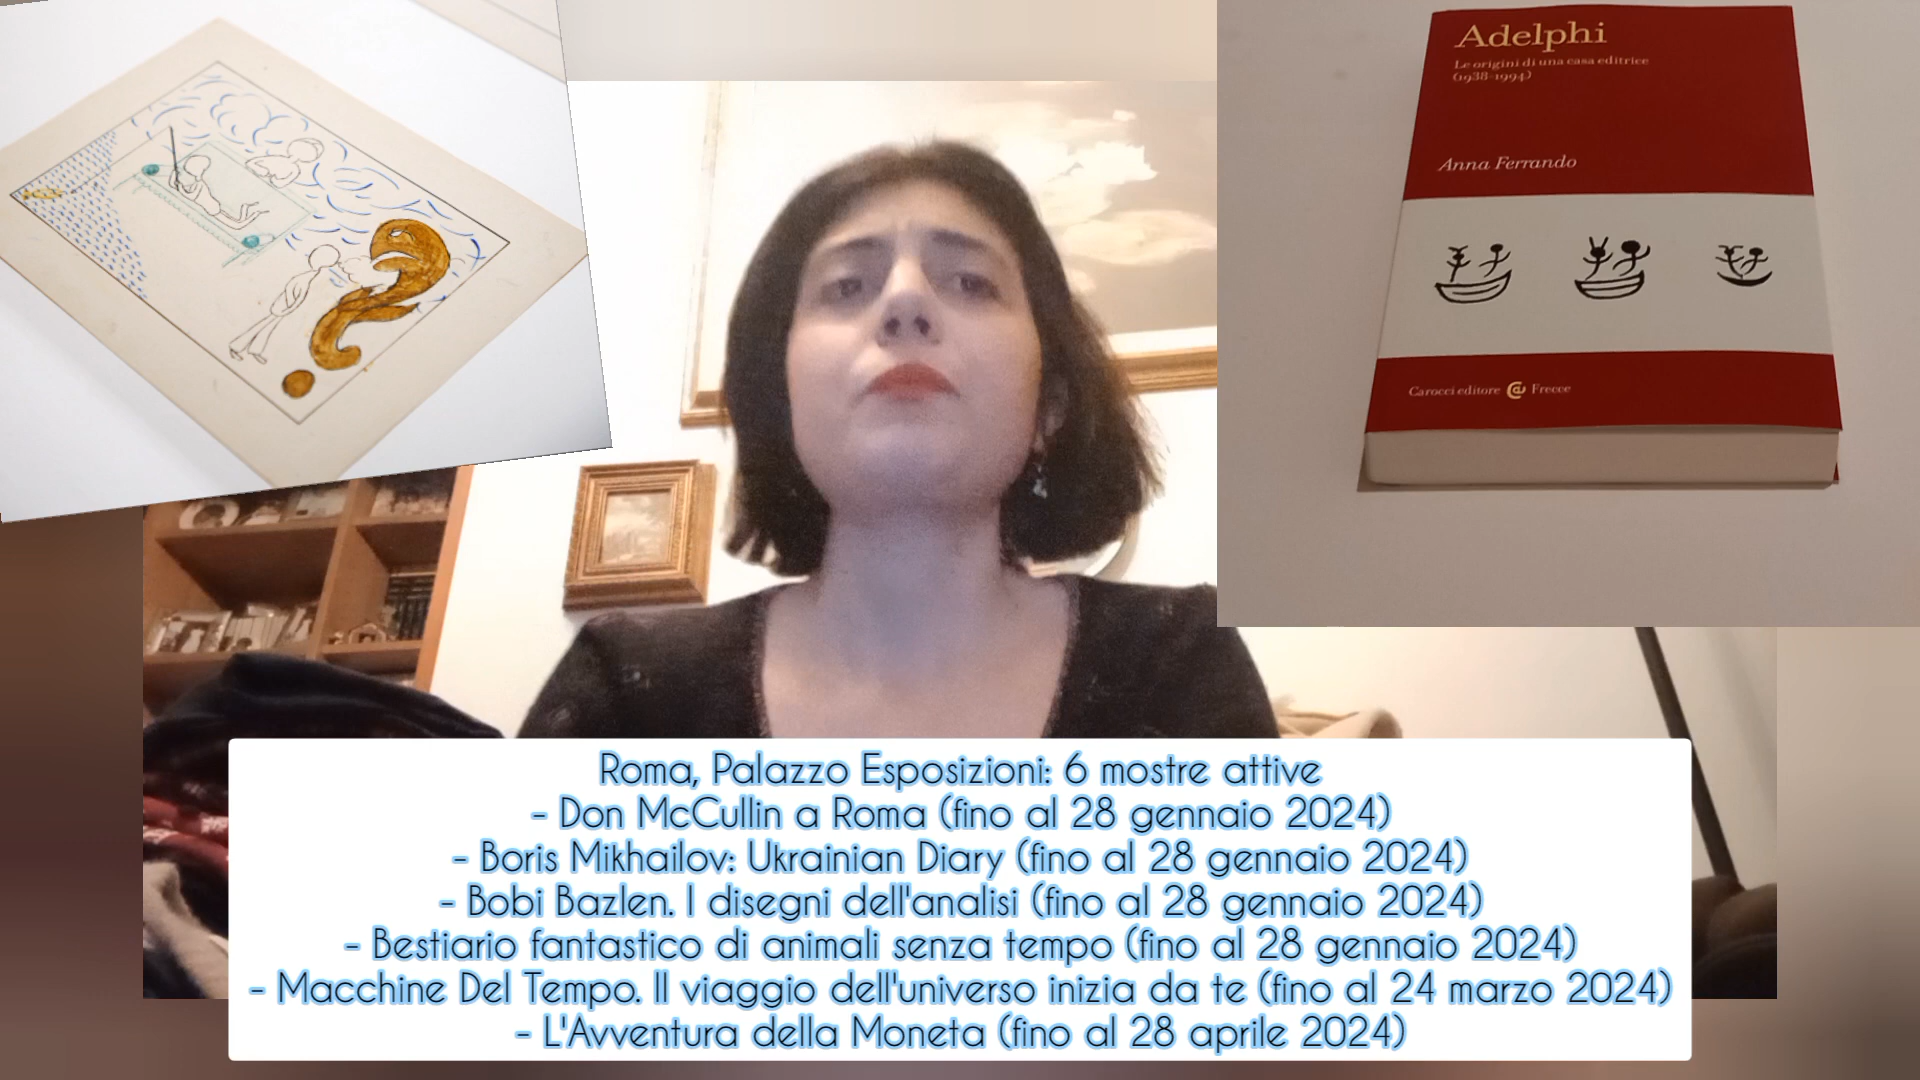 Adelphi
Le origini di una casa editrice
(1938-1994)
Anna Ferrando
Carocci editore @ Frecce
Roma, Palazzo Esposizioni: 6 mostre attive
- Don McCullin a Roma (fino al 28 gennaio 2024)
- Boris Mikhailov: Ukrainian Diary (fino al 28 gennaio 2024)
- Bobi Bazlen. I disegni dell'analisi (fino al 28 gennaio 2024)
- Bestiario fantastico di animali senza tempo (fino al 28 gennaio 2024)
- Macchine Del Tempo. Il viaggio dell'universo inizia da te (fino al 24 marzo 2024)
- L'Avventura della Moneta (fino al 28 aprile 2024)